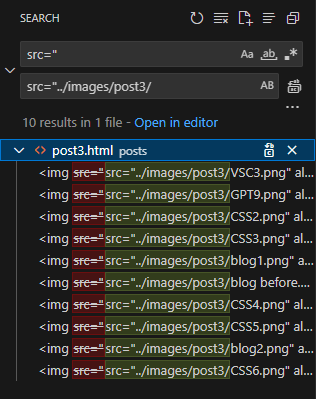 SEARCH
src="
Aa ab *
src="../images/post3/
AB
...
10 results in 1 file - Open in editor
<> post3.html posts
<img src="src="../images/post3/VSC3.png" al...
<img src="src="../images/post3/GPT9.png" al...
<img src="src="../images/post3/CSS2.png" al...
<img src="src="../images/post3/CSS3.png" al...
<img src="src="../images/post3/blog1.png" a...
<img src="src="../images/post3/blog before....
<img src="src="../images/post3/CSS4.png" al...
<img src="src="../images/post3/CSS5.png" al...
<img src="src="../images/post3/blog2.png" a...
<img src="src="../images/post3/CSS6.png" al...